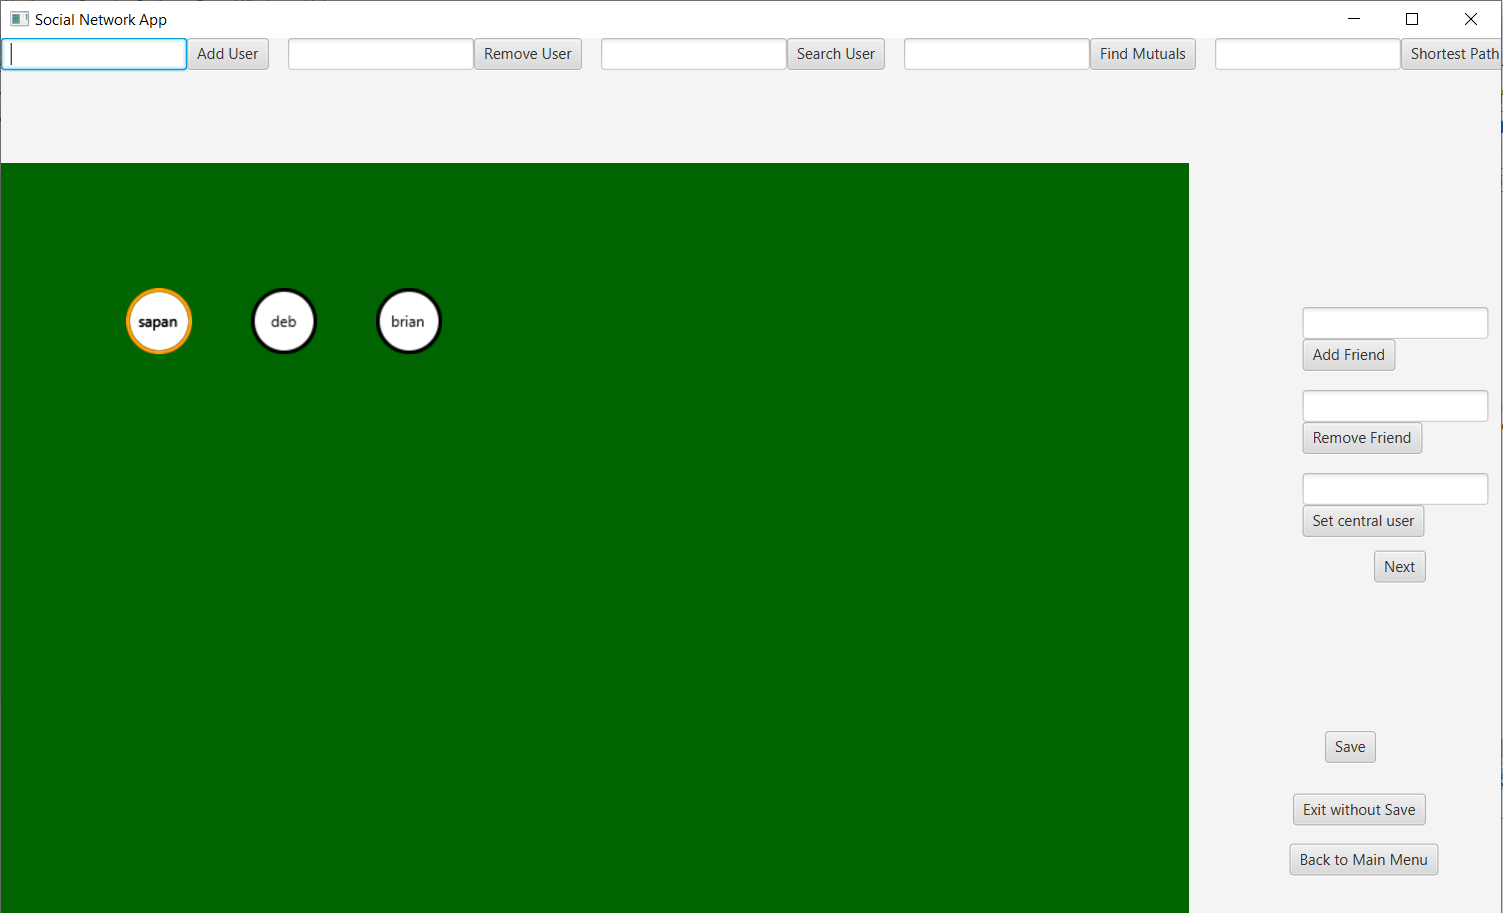 Social Network App
Add User Remove User Search User Find Mutuals Shortest Path
sapan deb brian
Add Friend
Remove Friend
Set central user
Next
Save
Exit without Save
Back to Main Menu